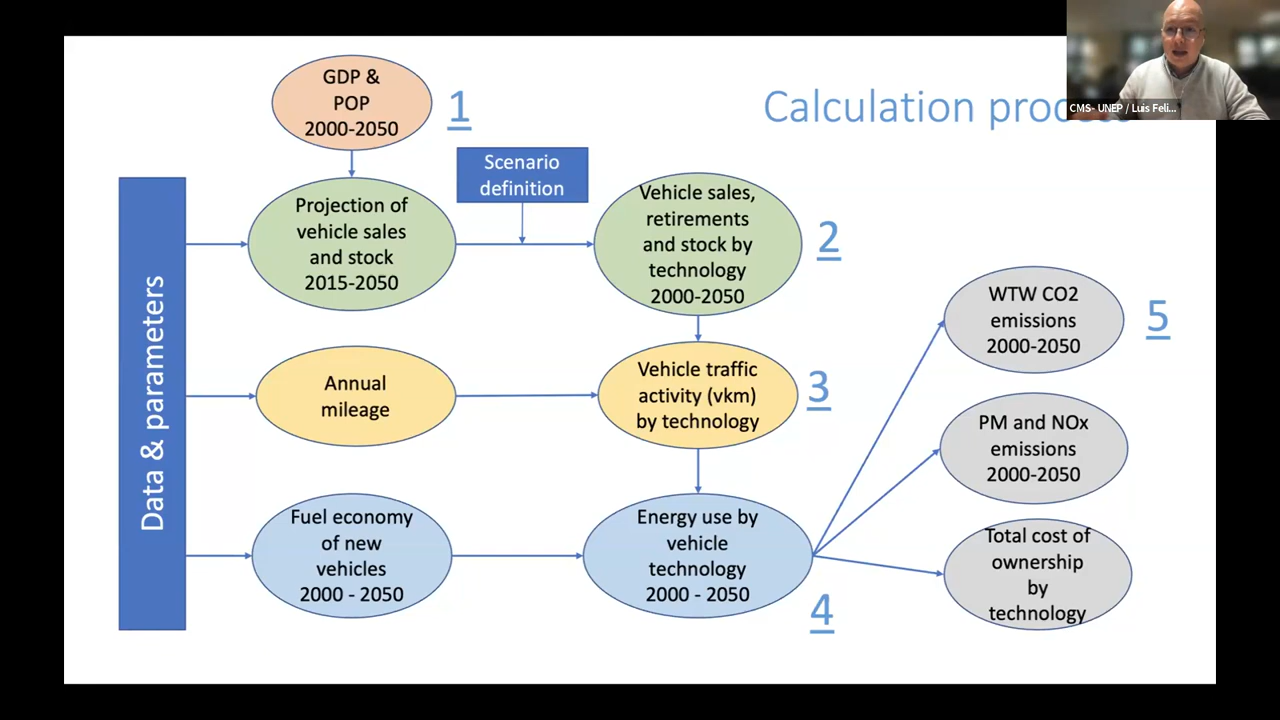 GDP &
POP
2000-2050
1
Calculation
CMS- UNEP / Luis Feli...
Scenario
definition
Projection of
vehicle sales
and stock
2015-2050
Vehicle sales,
retirements
and stock by
technology
2000-2050
2
Data & parameters
WTW CO2
emissions
2000-2050
5
Annual
mileage
Vehicle traffic
activity (vkm)
by technology
3
PM and NOx
emissions
2000-2050
Fuel economy
of new
vehicles
2000 - 2050
Energy use by
vehicle
technology
2000 - 2050
4
Total cost of
ownership
by
technology